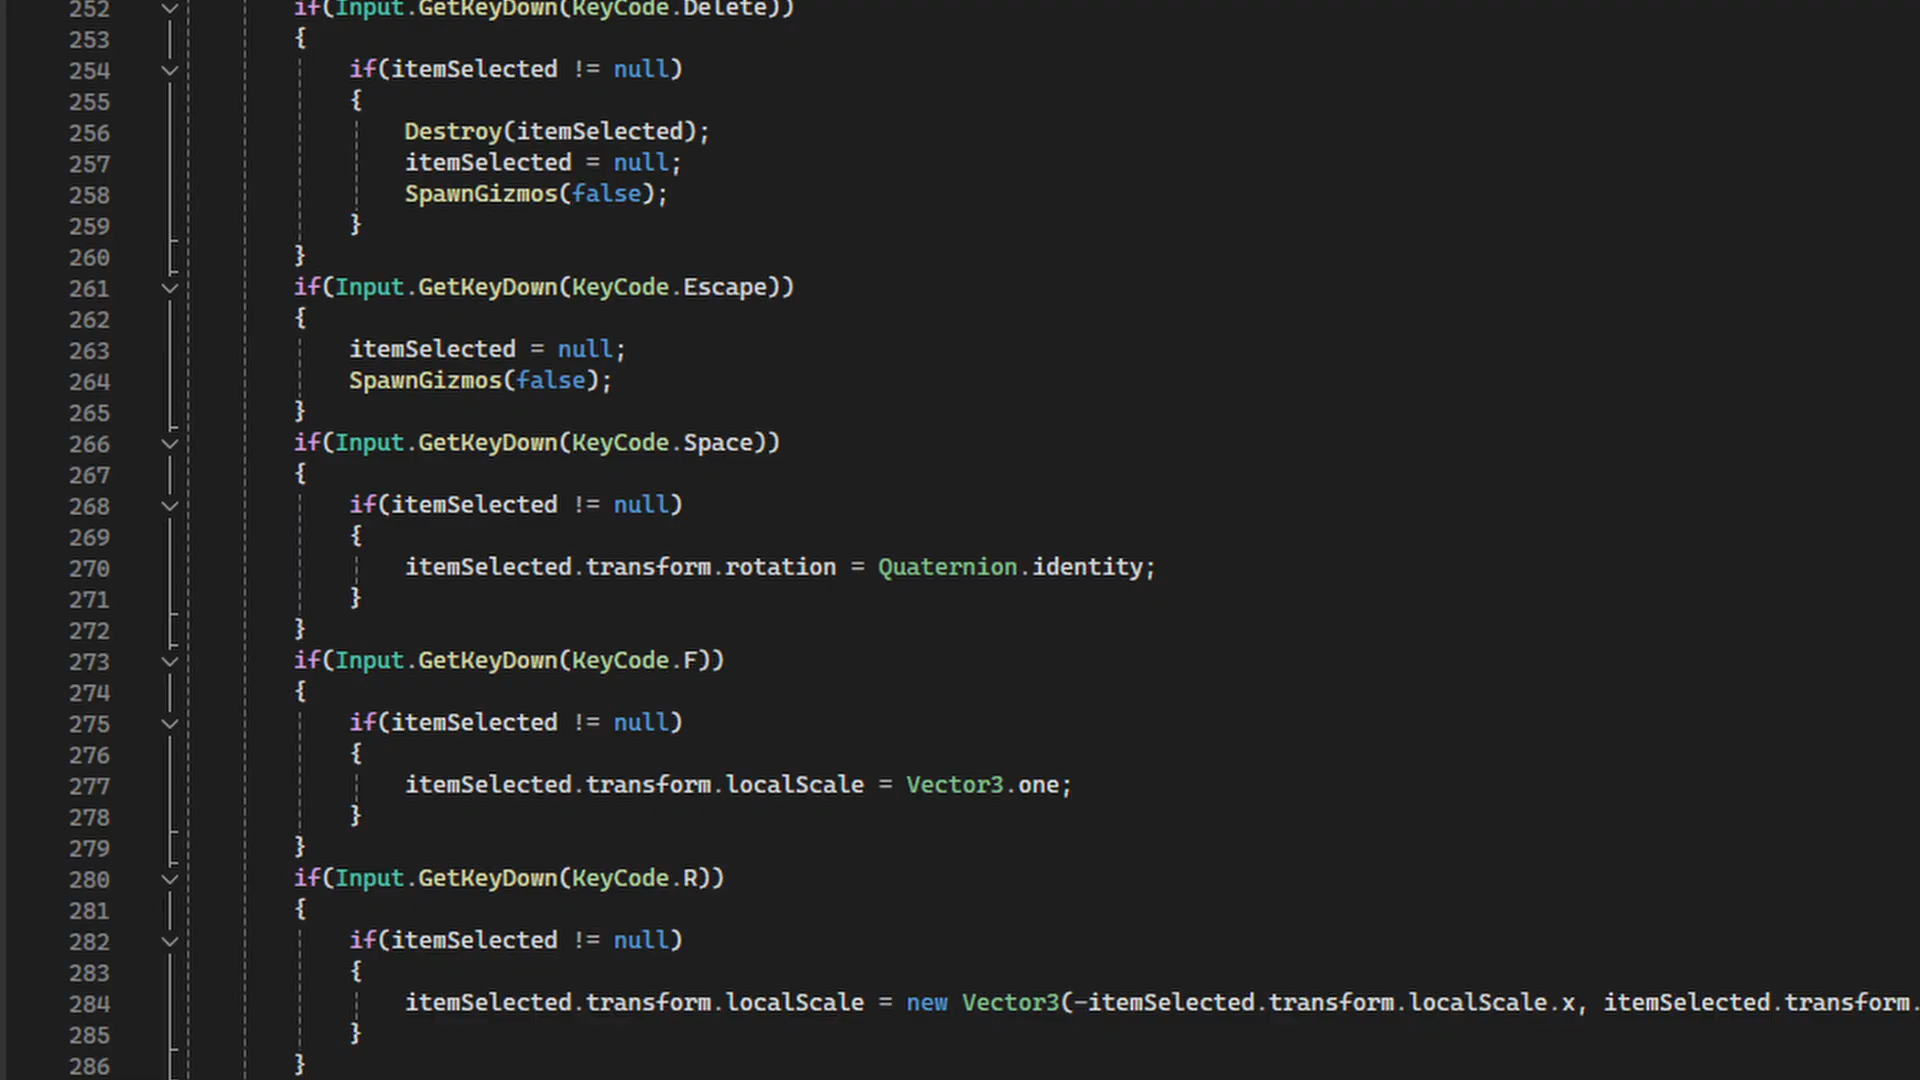 252 if(Input.GetKeyDown(KeyCode.Delete))
253 {
254 if(itemSelected != null)
255 {
256 Destroy(itemSelected);
257 itemSelected = null;
258 SpawnGizmos(false);
259 }
260 }
261 if(Input.GetKeyDown(KeyCode.Escape))
262 {
263 itemSelected = null;
264 SpawnGizmos(false);
265 }
266 if(Input.GetKeyDown(KeyCode.Space))
267 {
268 if(itemSelected != null)
269 {
270 itemSelected.transform.rotation = Quaternion.identity;
271 }
272 }
273 if(Input.GetKeyDown(KeyCode.F))
274 {
275 if(itemSelected != null)
276 {
277 itemSelected.transform.localScale = Vector3.one;
278 }
279 }
280 if(Input.GetKeyDown(KeyCode.R))
281 {
282 if(itemSelected != null)
283 {
284 itemSelected.transform.localScale = new Vector3(-itemSelected.transform.localScale.x, itemSelected.transform.
285 }
286 }